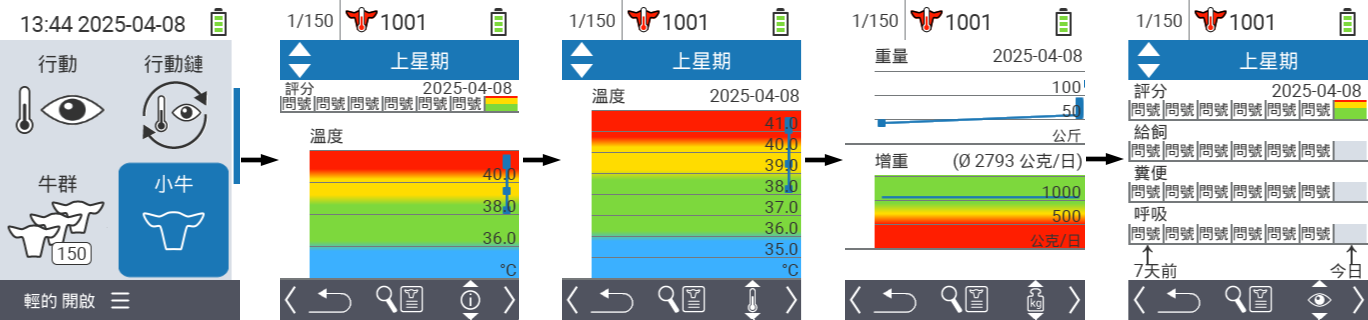 13:44 2025-04-08
行動
行動鏈
牛群
小牛
150
輕的 開啟
1/150
1001
上星期
評分
2025-04-08
問號 問號 問號 問號 問號 問號
溫度
40.0
38.0
36.0
°C
1/150
1001
上星期
溫度
2025-04-08
41.0
40.0
39.0
38.0
37.0
36.0
35.0
°C
1/150
1001
重量
2025-04-08
100
50
公斤
增重
(Ø 2793 公克/日)
1000
500
公克/日
kg
1/150
1001
上星期
評分
2025-04-08
問號 問號 問號 問號 問號 問號
給飼
問號 問號 問號 問號 問號 問號
糞便
問號 問號 問號 問號 問號 問號
呼吸
問號 問號 問號 問號 問號 問號
7天前
今日